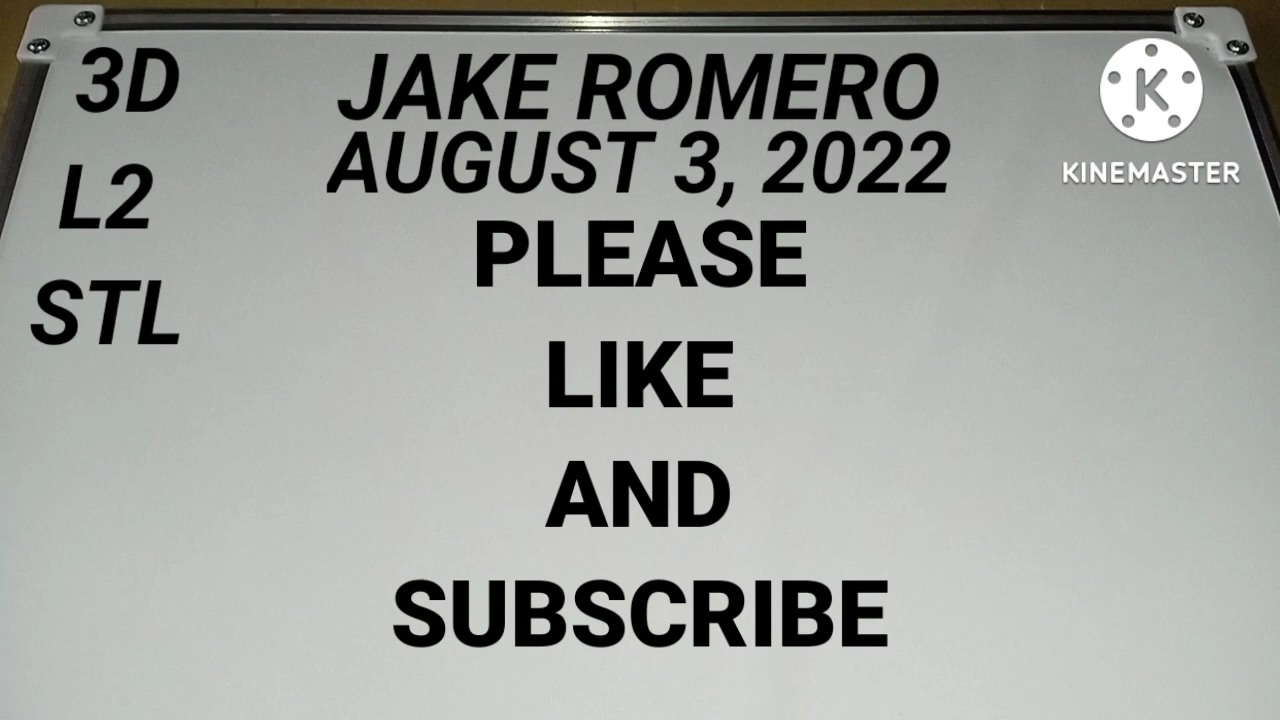 3D
L2
STL
JAKE ROMERO
AUGUST 3, 2022
PLEASE
LIKE
AND
SUBSCRIBE
K
KINEMASTER